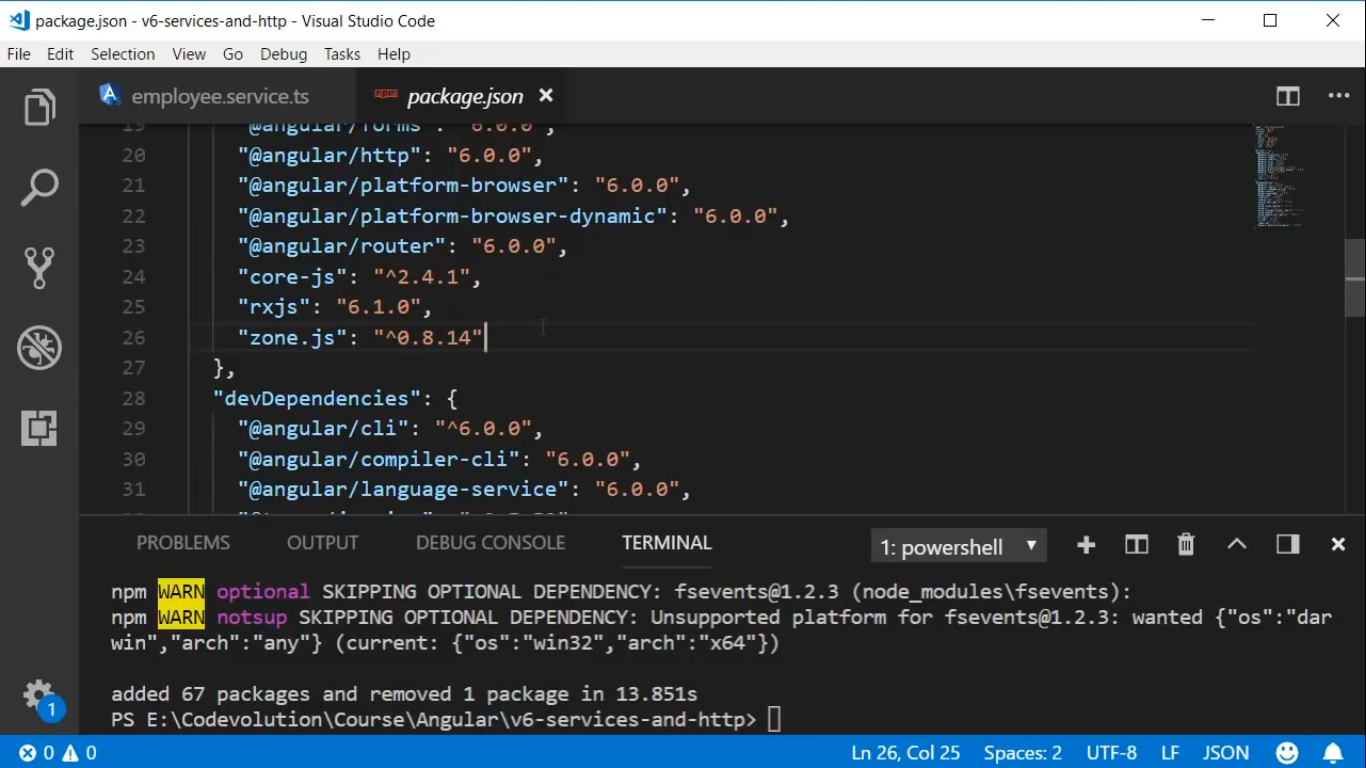 package.json - v6-services-and-http - Visual Studio Code
File Edit Selection View Go Debug Tasks Help
employee.service.ts package.json
19 "@angular/forms": "6.0.0",
20 "@angular/http": "6.0.0",
21 "@angular/platform-browser": "6.0.0",
22 "@angular/platform-browser-dynamic": "6.0.0",
23 "@angular/router": "6.0.0",
24 "core-js": "^2.4.1",
25 "rxjs": "6.1.0",
26 "zone.js": "^0.8.14"
27 },
28 "devDependencies": {
29 "@angular/cli": "^6.0.0",
30 "@angular/compiler-cli": "6.0.0",
31 "@angular/language-service": "6.0.0",
PROBLEMS OUTPUT DEBUG CONSOLE TERMINAL 1: powershell
npm WARN optional SKIPPING OPTIONAL DEPENDENCY: fsevents@1.2.3 (node_modules\fsevents):
npm WARN notsup SKIPPING OPTIONAL DEPENDENCY: Unsupported platform for fsevents@1.2.3: wanted {"os":"dar
win","arch":"any"} (current: {"os":"win32","arch":"x64"})
added 67 packages and removed 1 package in 13.851s
PS E:\Codevolution\Course\Angular\v6-services-and-http>
1
0 0 Ln 26, Col 25 Spaces: 2 UTF-8 LF JSON